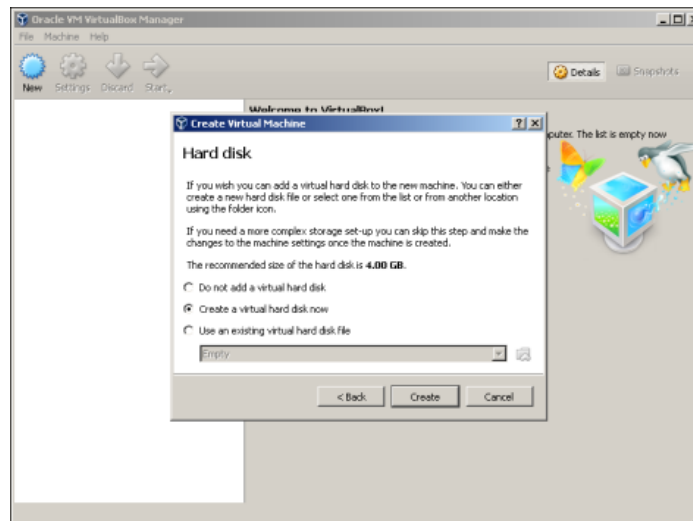 Oracle VM VirtualBox Manager
File Machine Help
New Settings Discard Start
Details Snapshots
Welcome to VirtualBox!
puter. The list is empty now
Create Virtual Machine
Hard disk
If you wish you can add a virtual hard disk to the new machine. You can either
create a new hard disk file or select one from the list or from another location
using the folder icon.
If you need a more complex storage set-up you can skip this step and make the
changes to the machine settings once the machine is created.
The recommended size of the hard disk is 4.00 GB.
Do not add a virtual hard disk
Create a virtual hard disk now
Use an existing virtual hard disk file
Empty
< Back Create Cancel